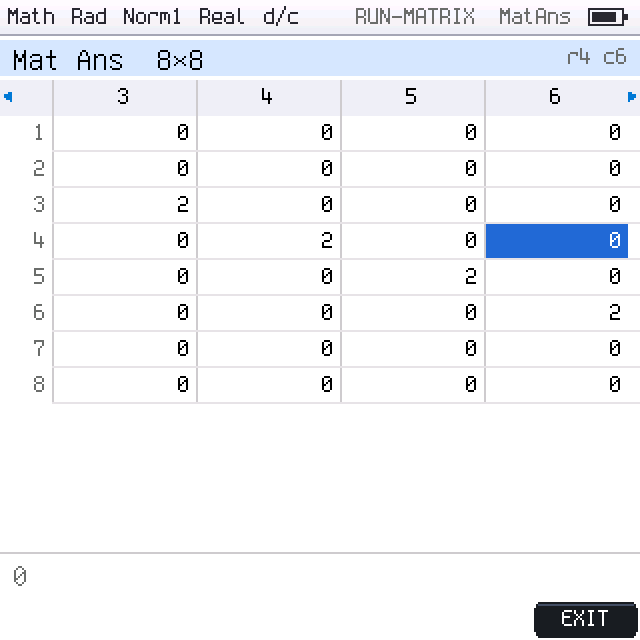 Math Rad Norm1 Real d/c RUN-MATRIX MatAns
Mat Ans 8×8 r4 c6
3 4 5 6
1 0 0 0 0
2 0 0 0 0
3 2 0 0 0
4 0 2 0 0
5 0 0 2 0
6 0 0 0 2
7 0 0 0 0
8 0 0 0 0
0
EXIT